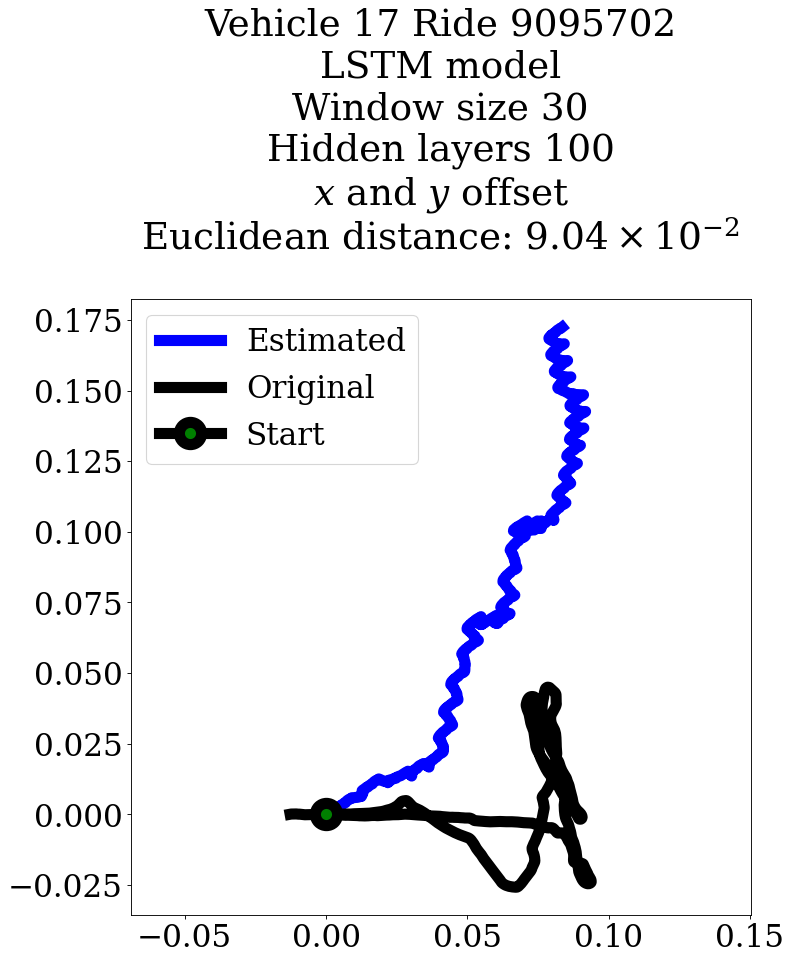 Vehicle 17 Ride 9095702
LSTM model
Window size 30
Hidden layers 100
x and y offset
Euclidean distance: 9.04 × 10⁻²
0.175
0.150
0.125
0.100
0.075
0.050
0.025
0.000
−0.025
Estimated
Original
Start
−0.05 0.00 0.05 0.10 0.15